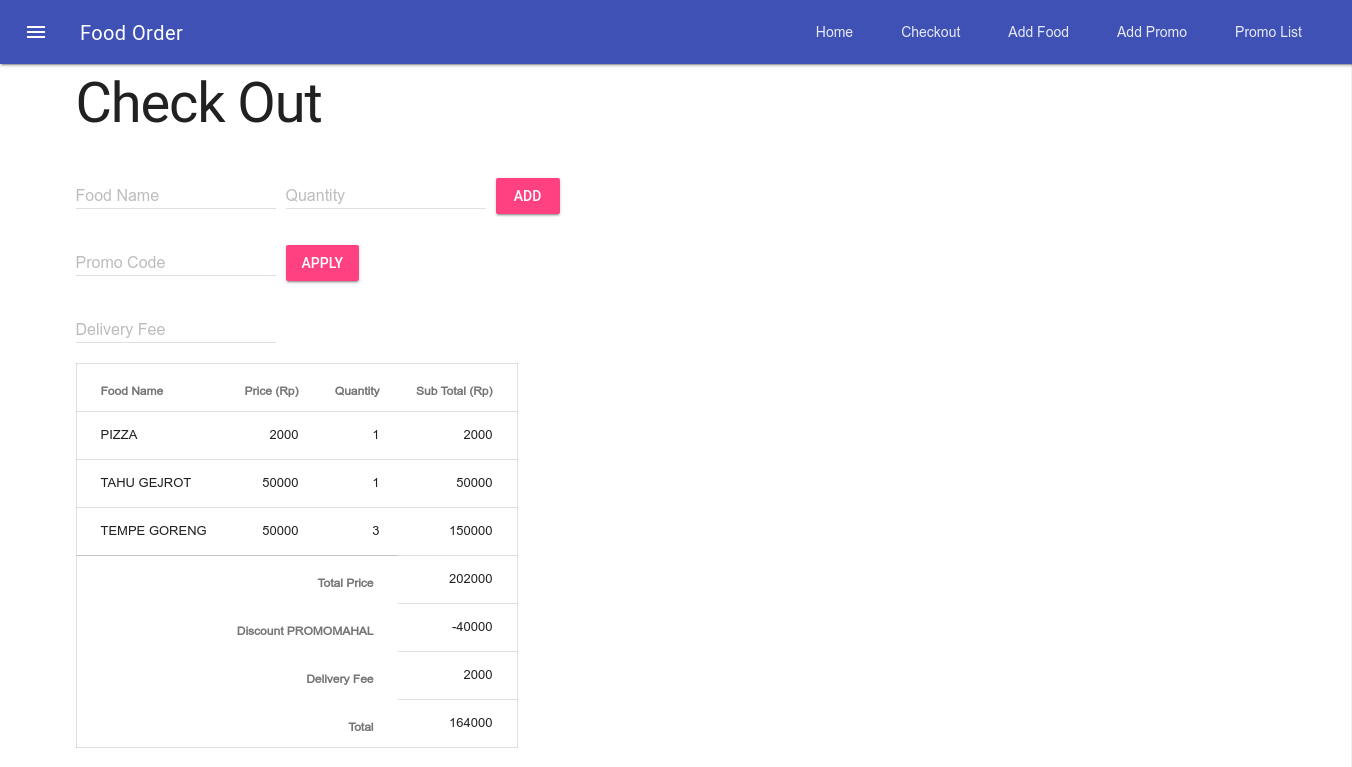 Food Order Home Checkout Add Food Add Promo Promo List
Check Out
Food Name Quantity ADD
Promo Code APPLY
Delivery Fee
Food Name Price (Rp) Quantity Sub Total (Rp)
PIZZA 2000 1 2000
TAHU GEJROT 50000 1 50000
TEMPE GORENG 50000 3 150000
Total Price 202000
Discount PROMOMAHAL -40000
Delivery Fee 2000
Total 164000